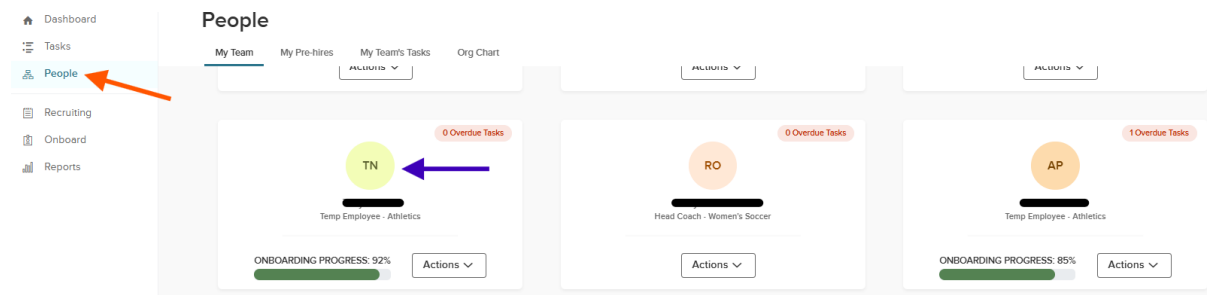 Dashboard
Tasks
People
Recruiting
Onboard
Reports
People
My Team
My Pre-hires
My Team's Tasks
Org Chart
Actions
Actions
Actions
0 Overdue Tasks
TN
Temp Employee - Athletics
ONBOARDING PROGRESS: 92%
Actions
0 Overdue Tasks
RO
Head Coach - Women's Soccer
Actions
1 Overdue Tasks
AP
Temp Employee - Athletics
ONBOARDING PROGRESS: 85%
Actions